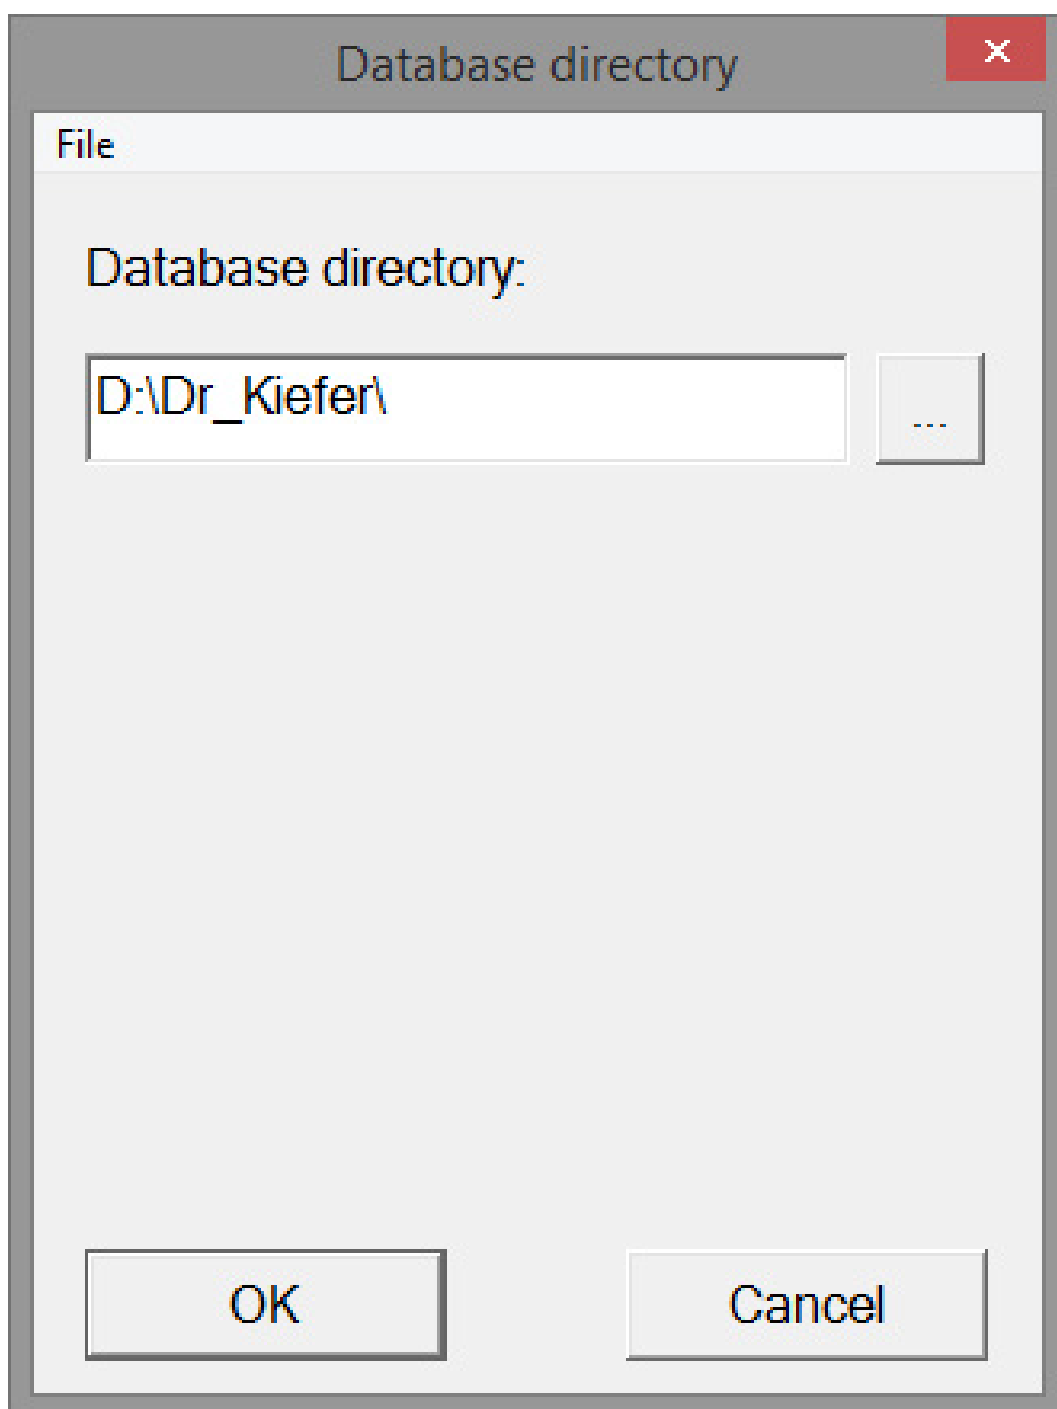 Database directory
File
Database directory:
D:\Dr_Kiefer\
...
OK
Cancel